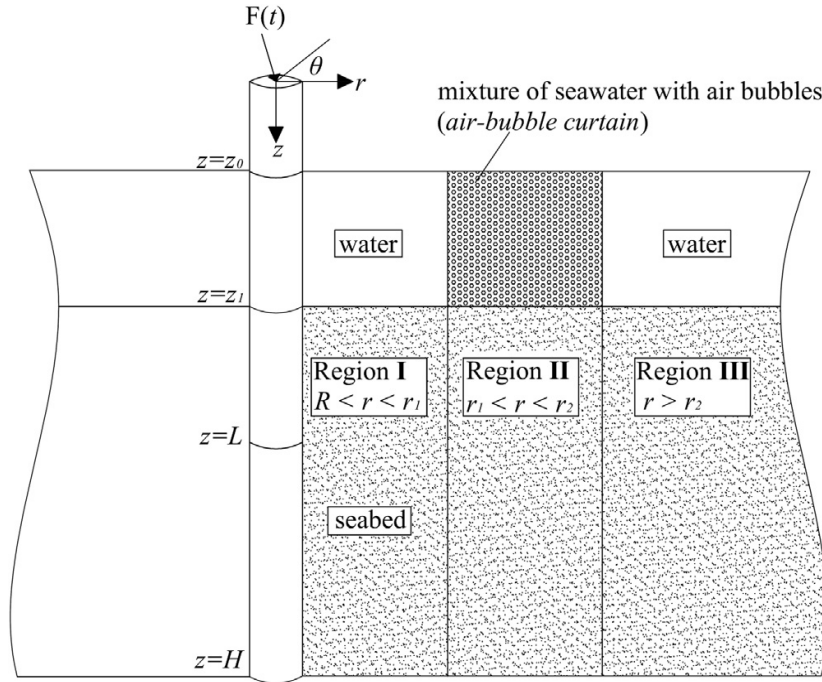 F(t)
θ
r
z
mixture of seawater with air bubbles
(air-bubble curtain)
z=z₀
water
water
z=z₁
Region I
R < r < r₁
Region II
r₁ < r < r₂
Region III
r > r₂
z=L
seabed
z=H